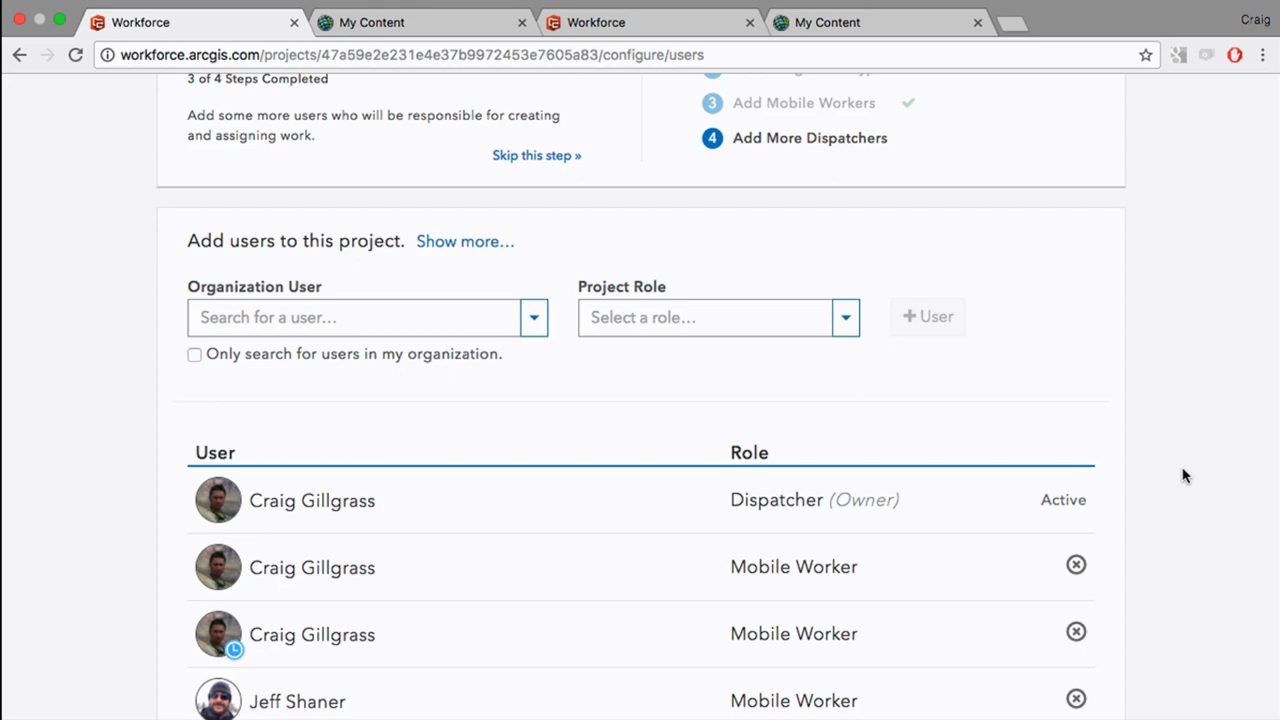 Workforce
My Content
Workforce
My Content
Craig
workforce.arcgis.com/projects/47a59e2e231e4e37b9972453e7605a83/configure/users
3 of 4 Steps Completed
Add some more users who will be responsible for creating
and assigning work.
Skip this step »
3 Add Mobile Workers
4 Add More Dispatchers
Add users to this project. Show more...
Organization User
Project Role
Search for a user...
Select a role...
+ User
Only search for users in my organization.
User Role
Craig Gillgrass Dispatcher (Owner) Active
Craig Gillgrass Mobile Worker
Craig Gillgrass Mobile Worker
Jeff Shaner Mobile Worker